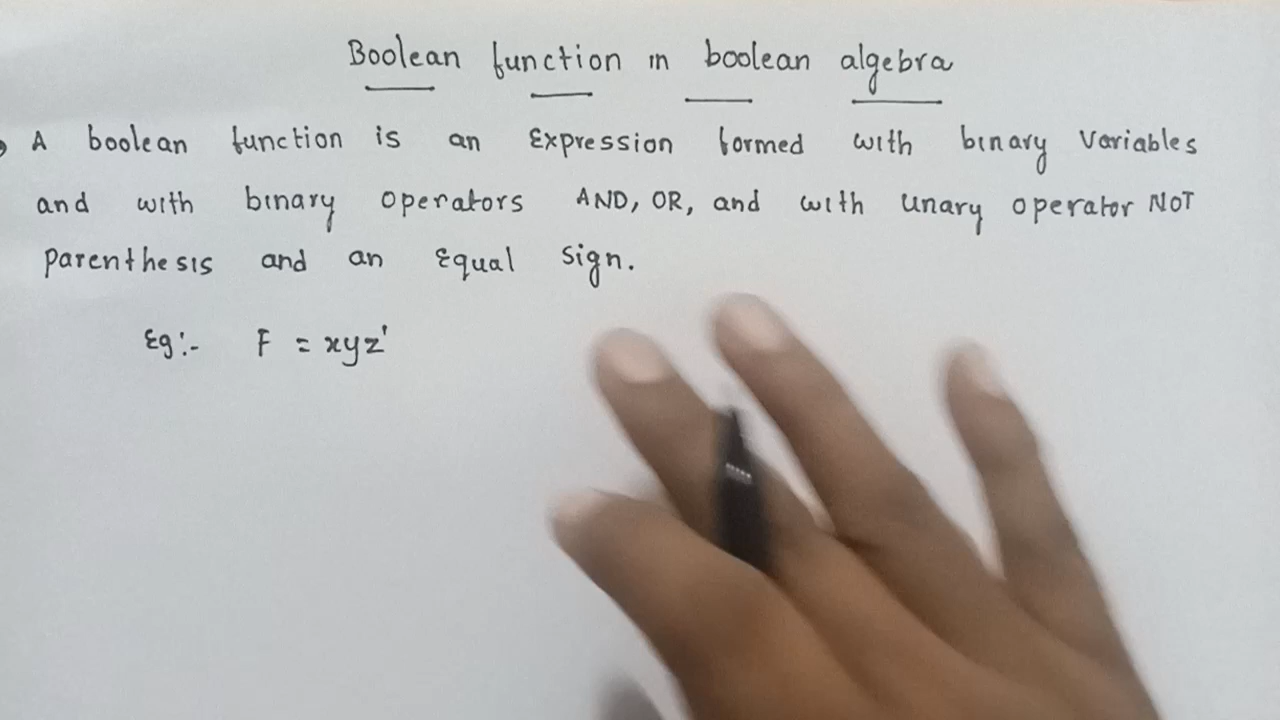 Boolean function in boolean algebra
A boolean function is an Expression formed with binary Variables
and with binary operators AND, OR, and with unary operator NOT
parenthesis and an Equal sign.
Eg:- F = xyz'